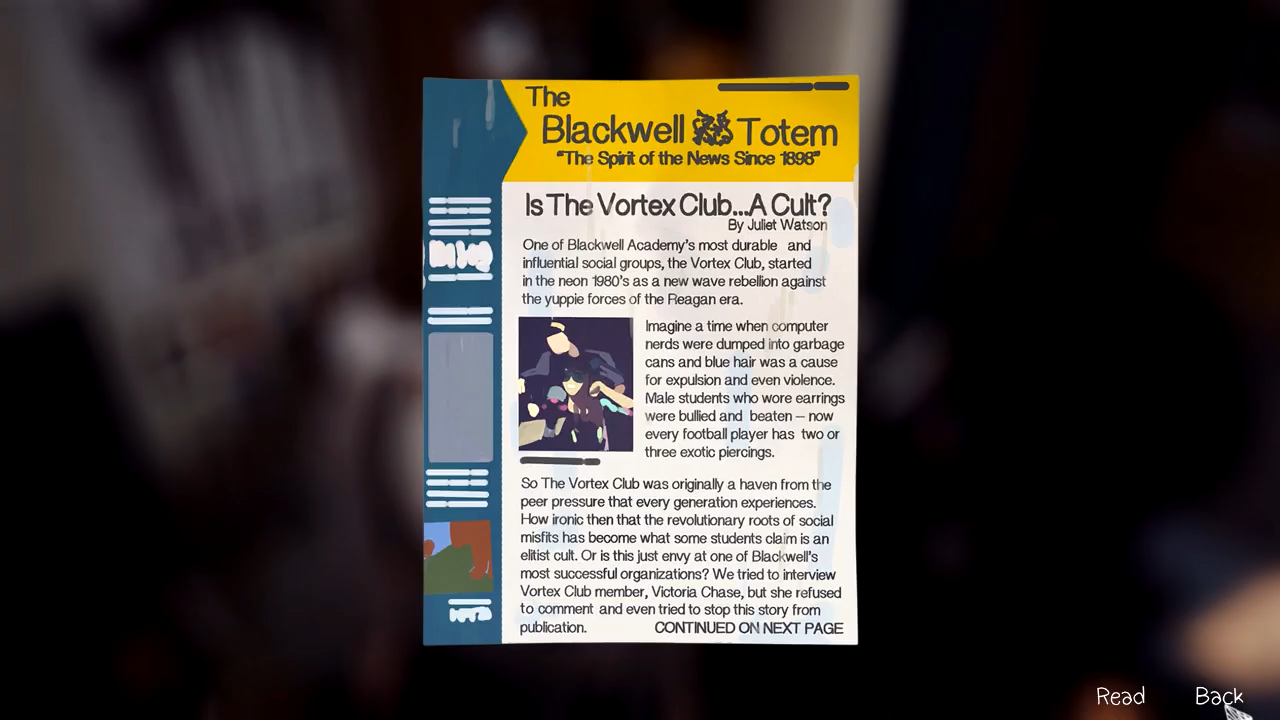 The
Blackwell Totem
"The Spirit of the News Since 1898"
Is The Vortex Club...A Cult?
By Juliet Watson
One of Blackwell Academy's most durable and
influential social groups, the Vortex Club, started
in the neon 1980's as a new wave rebellion against
the yuppie forces of the Reagan era.
Imagine a time when computer
nerds were dumped into garbage
cans and blue hair was a cause
for expulsion and even violence.
Male students who wore earrings
were bullied and beaten – now
every football player has two or
three exotic piercings.
So The Vortex Club was originally a haven from the
peer pressure that every generation experiences.
How ironic then that the revolutionary roots of social
misfits has become what some students claim is an
elitist cult. Or is this just envy at one of Blackwell's
most successful organizations? We tried to interview
Vortex Club member, Victoria Chase, but she refused
to comment and even tried to stop this story from
publication. CONTINUED ON NEXT PAGE
Read Back